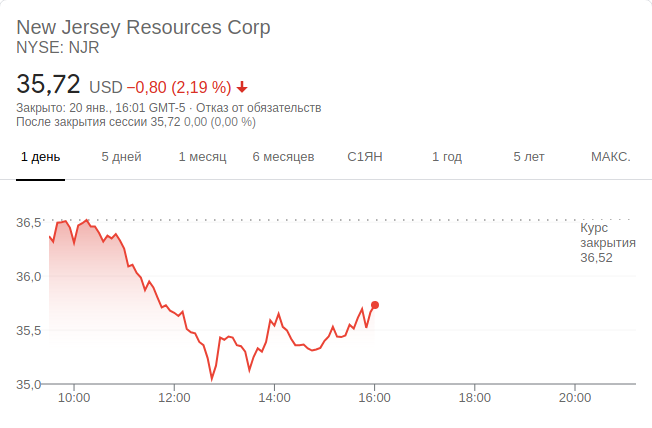 New Jersey Resources Corp
NYSE: NJR
35,72 USD −0,80 (2,19 %)
Закрыто: 20 янв., 16:01 GMT-5 · Отказ от обязательств
После закрытия сессии 35,72 0,00 (0,00 %)
1 день 5 дней 1 месяц 6 месяцев С1ЯН 1 год 5 лет МАКС.
36,5
Курс
закрытия
36,52
36,0
35,5
35,0
10:00 12:00 14:00 16:00 18:00 20:00